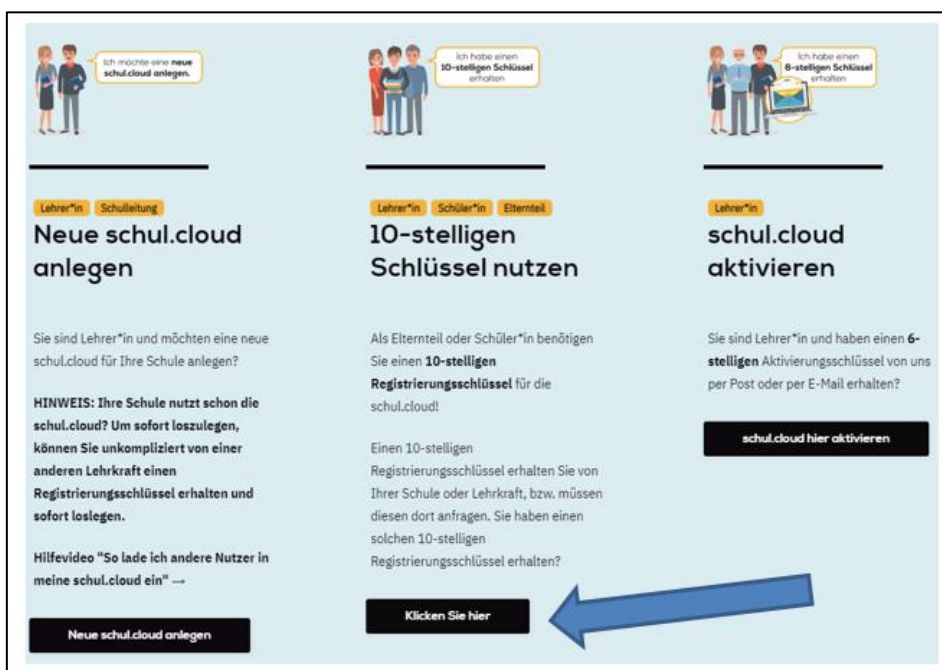 Ich möchte eine neue
schul.cloud anlegen.
Lehrer*in Schulleitung
Neue schul.cloud
anlegen
Sie sind Lehrer*in und möchten eine neue
schul.cloud für Ihre Schule anlegen?
HINWEIS: Ihre Schule nutzt schon die
schul.cloud? Um sofort loszulegen,
können Sie unkompliziert von einer
anderen Lehrkraft einen
Registrierungsschlüssel erhalten und
sofort loslegen.
Hilfevideo "So lade ich andere Nutzer in
meine schul.cloud ein" →
Neue schul.cloud anlegen
Ich habe einen
10-stelligen Schlüssel
erhalten
Lehrer*in Schüler*in Elternteil
10-stelligen
Schlüssel nutzen
Als Elternteil oder Schüler*in benötigen
Sie einen 10-stelligen
Registrierungsschlüssel für die
schul.cloud!
Einen 10-stelligen
Registrierungsschlüssel erhalten Sie von
Ihrer Schule oder Lehrkraft, bzw. müssen
diesen dort anfragen. Sie haben einen
solchen 10-stelligen
Registrierungsschlüssel erhalten?
Klicken Sie hier
Ich habe einen
6-stelligen Schlüssel
erhalten
Lehrer*in
schul.cloud
aktivieren
Sie sind Lehrer*in und haben einen 6-
stelligen Aktivierungsschlüssel von uns
per Post oder per E-Mail erhalten?
schul.cloud hier aktivieren